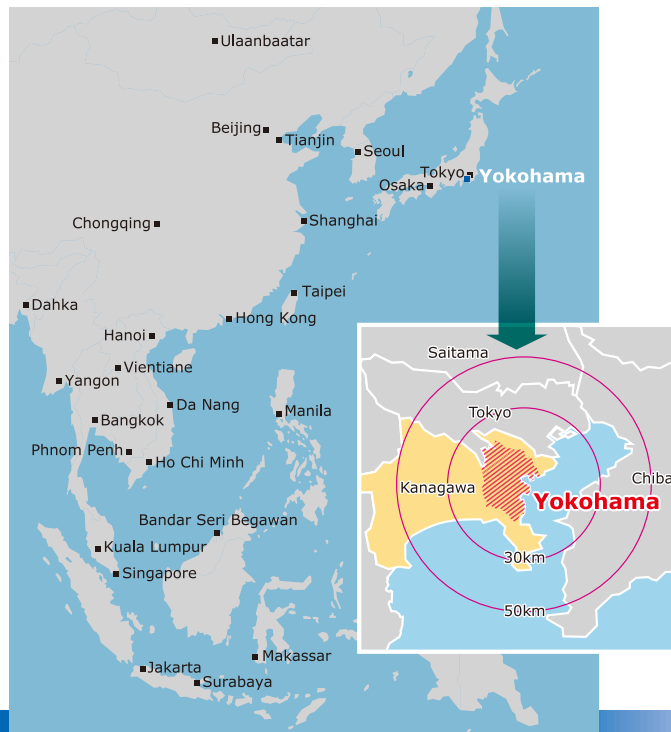 Ulaanbaatar
Beijing
Tianjin
Seoul
Tokyo
Yokohama
Osaka
Chongqing
Shanghai
Taipei
Dahka
Hong Kong
Hanoi
Vientiane
Yangon
Da Nang
Manila
Bangkok
Phnom Penh
Ho Chi Minh
Bandar Seri Begawan
Kuala Lumpur
Singapore
Makassar
Jakarta
Surabaya
Saitama
Tokyo
Chiba
Kanagawa
Yokohama
30km
50km